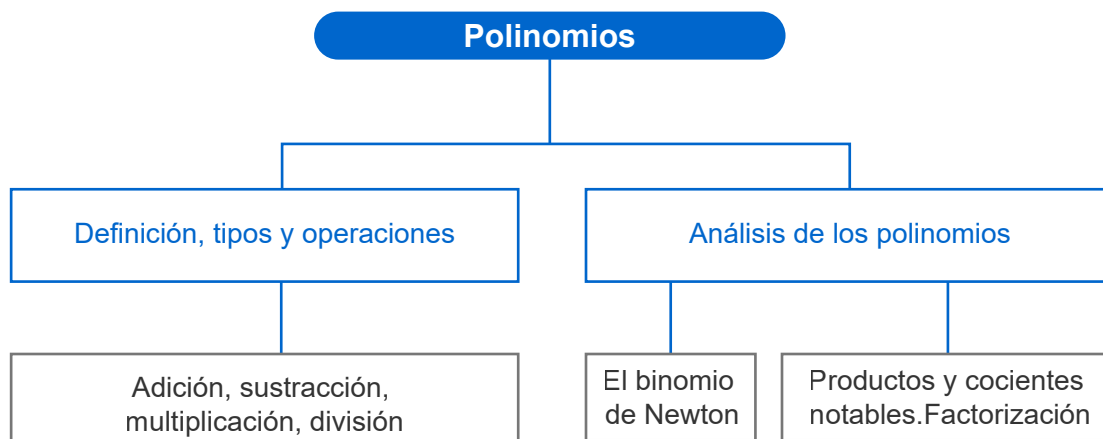 Polinomios
Definición, tipos y operaciones
Análisis de los polinomios
Adición, sustracción,
multiplicación, división
El binomio
de Newton
Productos y cocientes
notables.Factorización